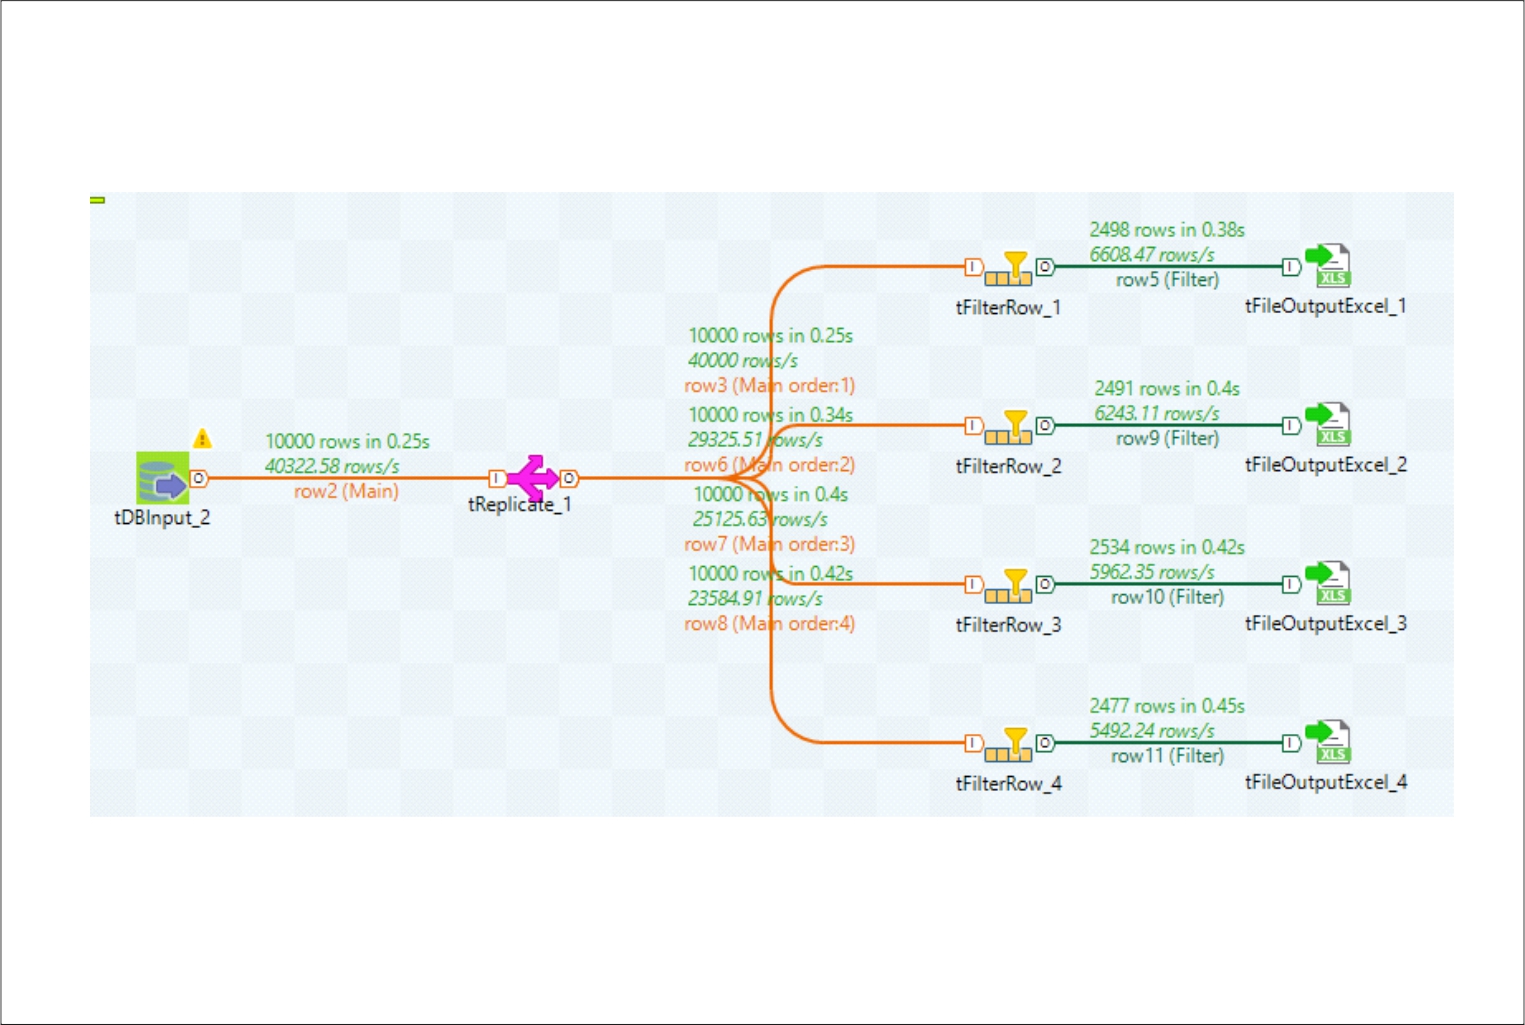 2498 rows in 0.38s
6608.47 rows/s
row5 (Filter)
I
O
I
XLS
tFilterRow_1
tFileOutputExcel_1
10000 rows in 0.25s
40000 rows/s
row3 (Main order:1)
10000 rows in 0.34s
29325.51 rows/s
row6 (Main order:2)
10000 rows in 0.4s
25125.63 rows/s
row7 (Main order:3)
10000 rows in 0.42s
23584.91 rows/s
row8 (Main order:4)
2491 rows in 0.4s
6243.11 rows/s
row9 (Filter)
I
O
I
XLS
tFilterRow_2
tFileOutputExcel_2
10000 rows in 0.25s
40322.58 rows/s
row2 (Main)
O
I
O
tDBInput_2
tReplicate_1
2534 rows in 0.42s
5962.35 rows/s
row10 (Filter)
I
O
I
XLS
tFilterRow_3
tFileOutputExcel_3
2477 rows in 0.45s
5492.24 rows/s
row11 (Filter)
I
O
I
XLS
tFilterRow_4
tFileOutputExcel_4